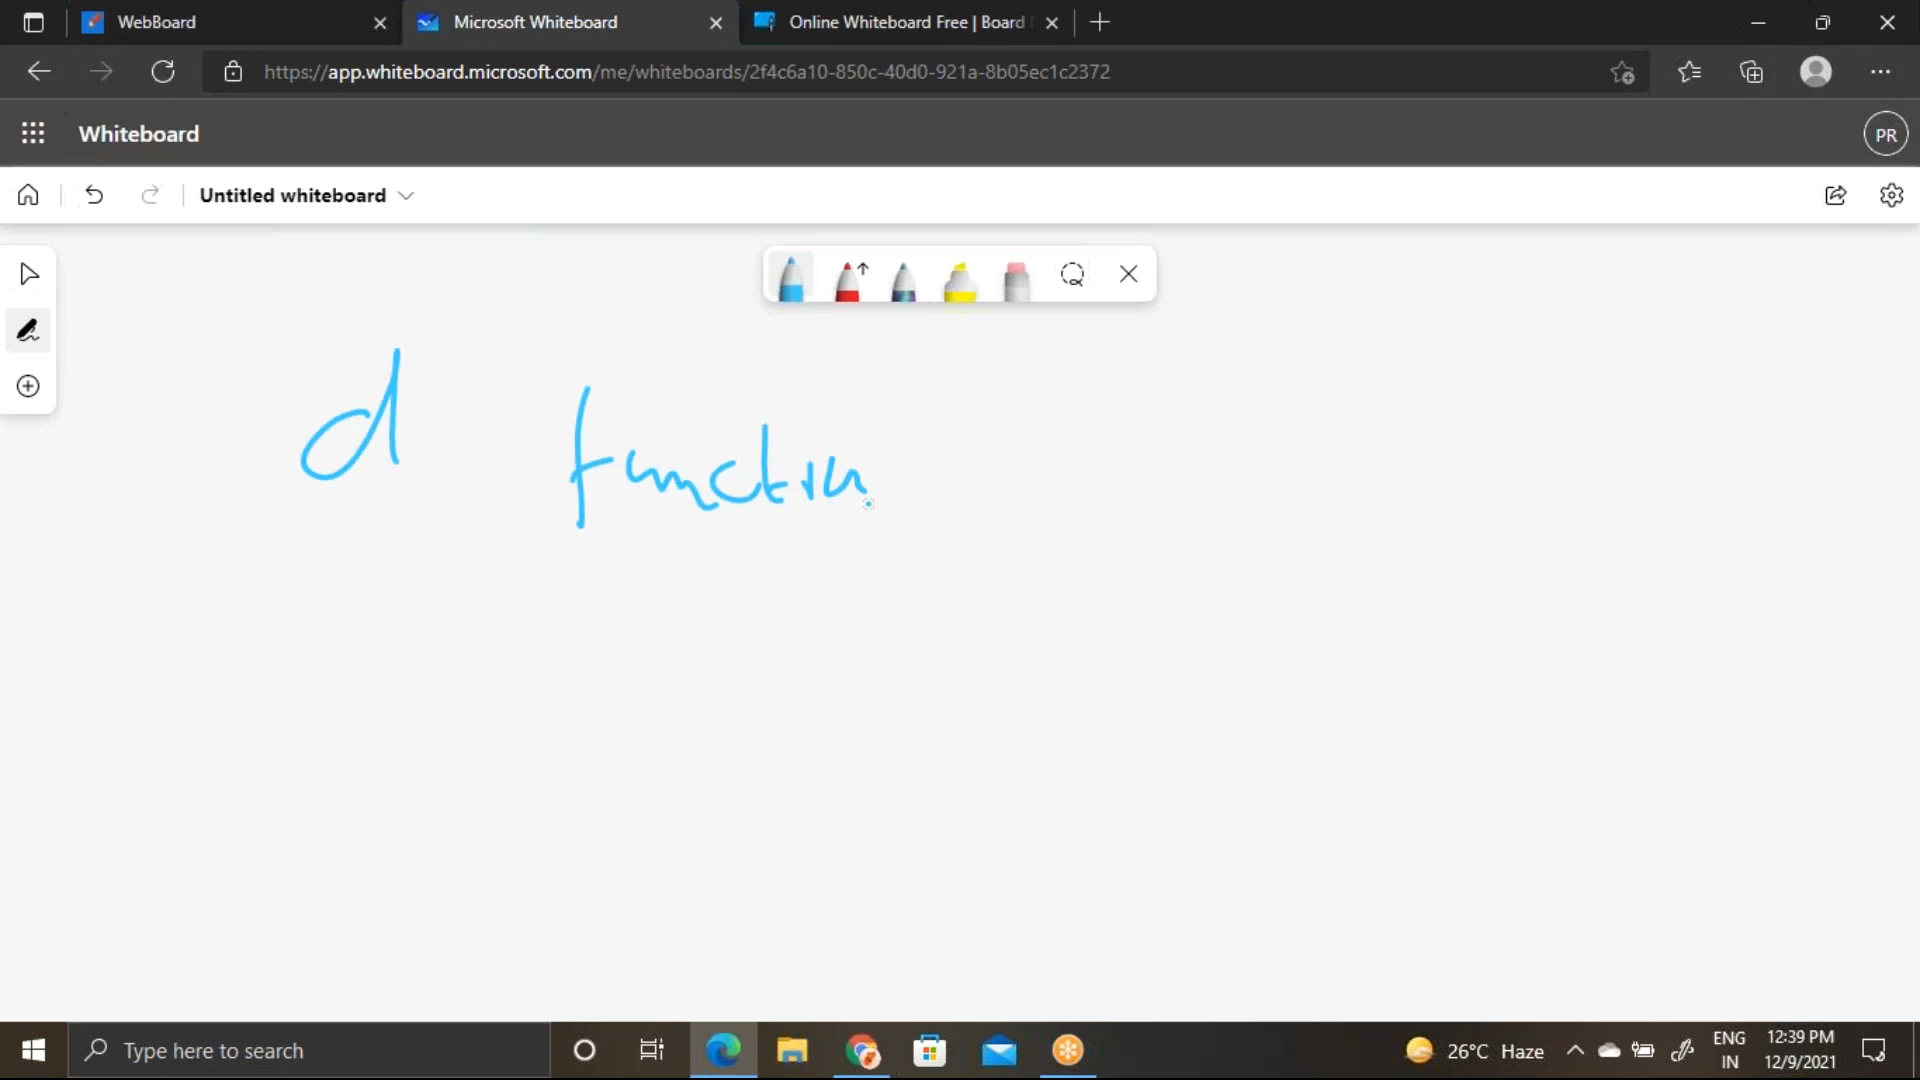 WebBoard
Microsoft Whiteboard
Online Whiteboard Free | Board
https://app.whiteboard.microsoft.com/me/whiteboards/2f4c6a10-850c-40d0-921a-8b05ec1c2372
Whiteboard
PR
Untitled whiteboard
d functin
Type here to search
26°C Haze
ENG
IN
12:39 PM
12/9/2021